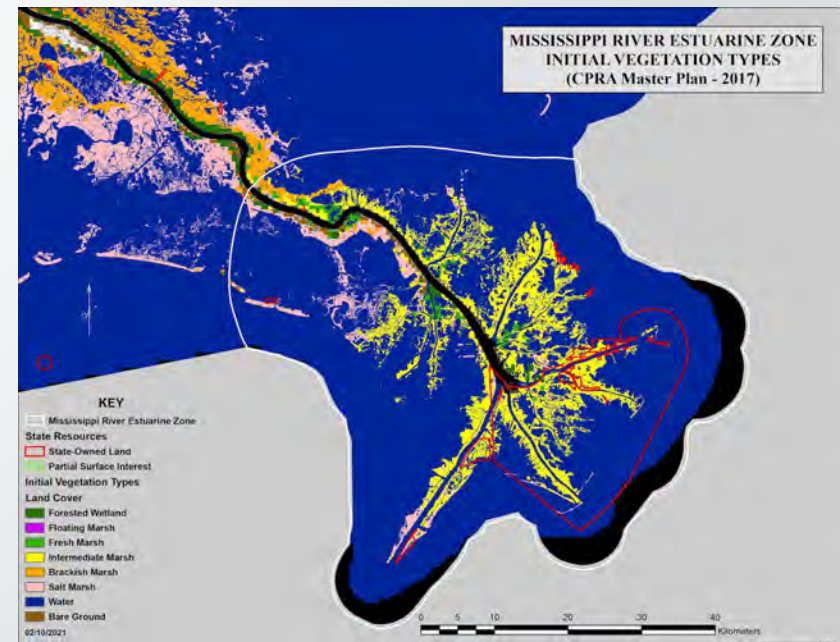 MISSISSIPPI RIVER ESTUARINE ZONE
INITIAL VEGETATION TYPES
(CPRA Master Plan - 2017)
KEY
Mississippi River Estuarine Zone
State Resources
State-Owned Land
Partial Surface Interest
Initial Vegetation Types
Land Cover
Forested Wetland
Floating Marsh
Fresh Marsh
Intermediate Marsh
Brackish Marsh
Salt Marsh
Water
Bare Ground
02/10/2021
0 5 10 20 30 40
Kilometers